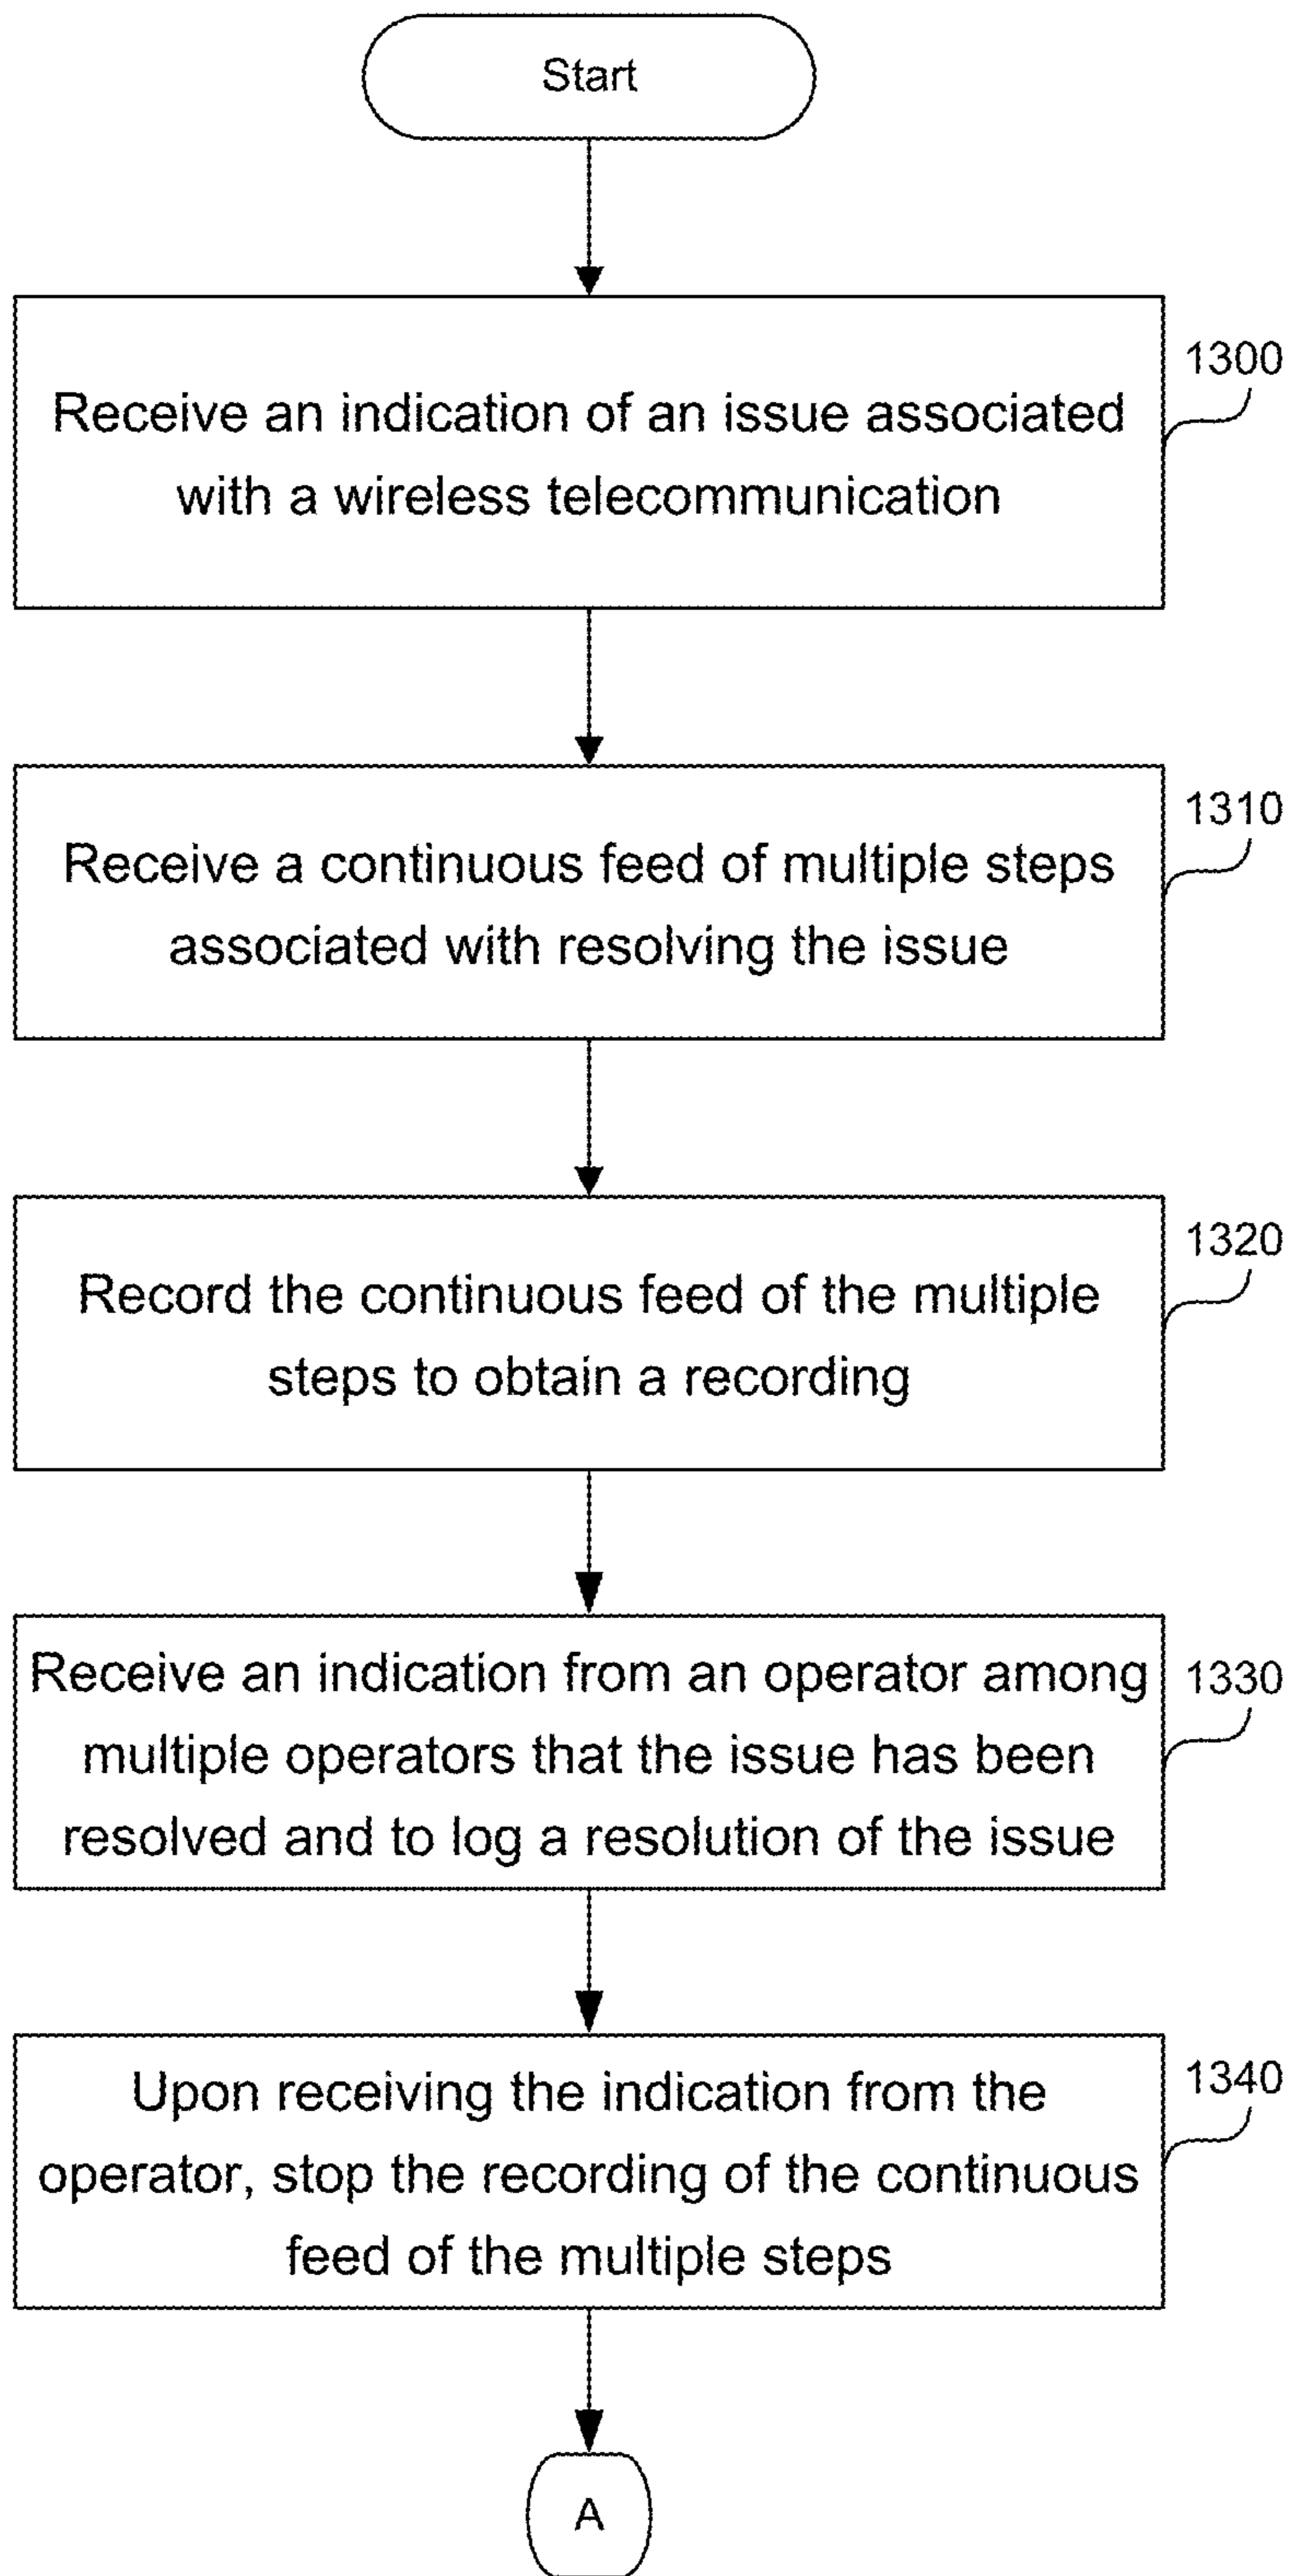 Start
1300
Receive an indication of an issue associated
with a wireless telecommunication
1310
Receive a continuous feed of multiple steps
associated with resolving the issue
1320
Record the continuous feed of the multiple
steps to obtain a recording
1330
Receive an indication from an operator among
multiple operators that the issue has been
resolved and to log a resolution of the issue
1340
Upon receiving the indication from the
operator, stop the recording of the continuous
feed of the multiple steps
A